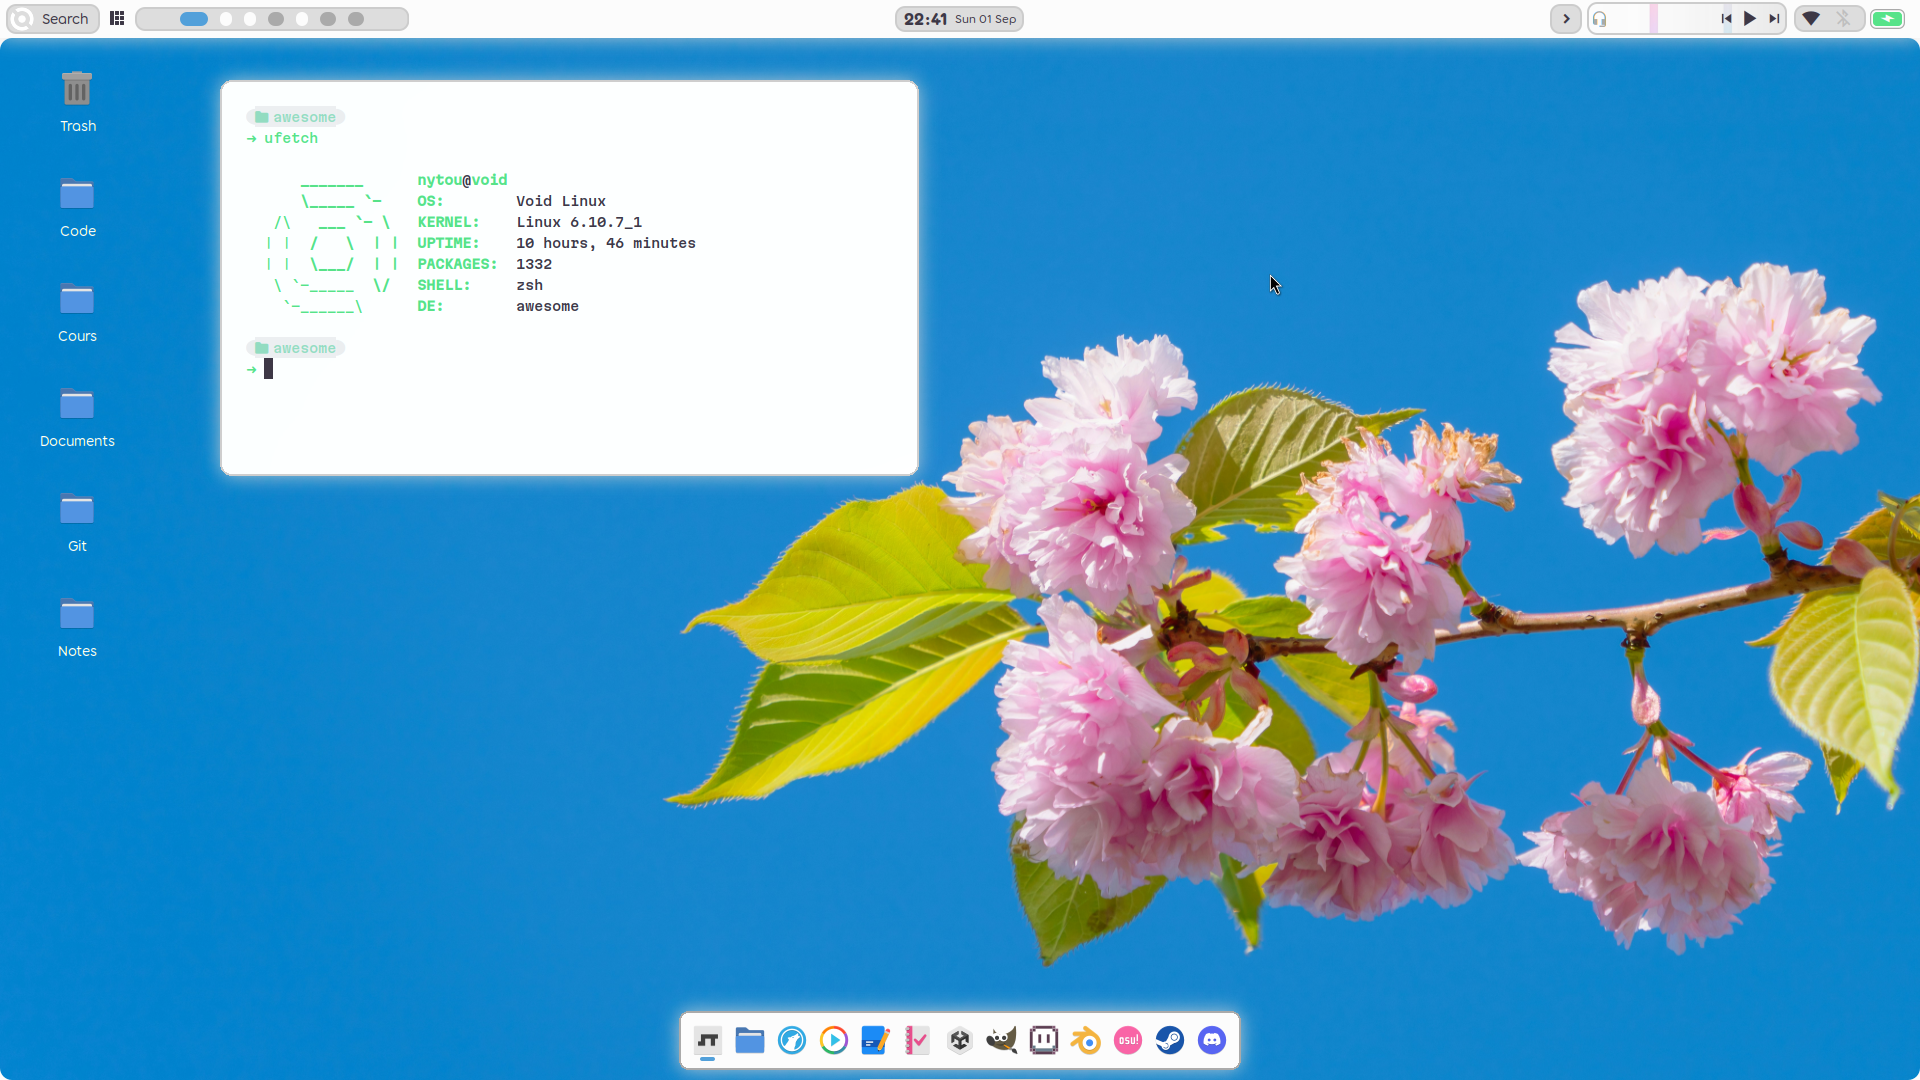 Search
22:41 Sun 01 Sep
Trash
Code
Cours
Documents
Git
Notes
awesome
→ ufetch
nytou@void
OS: Void Linux
KERNEL: Linux 6.10.7_1
UPTIME: 10 hours, 46 minutes
PACKAGES: 1332
SHELL: zsh
DE: awesome
awesome
→
osu!